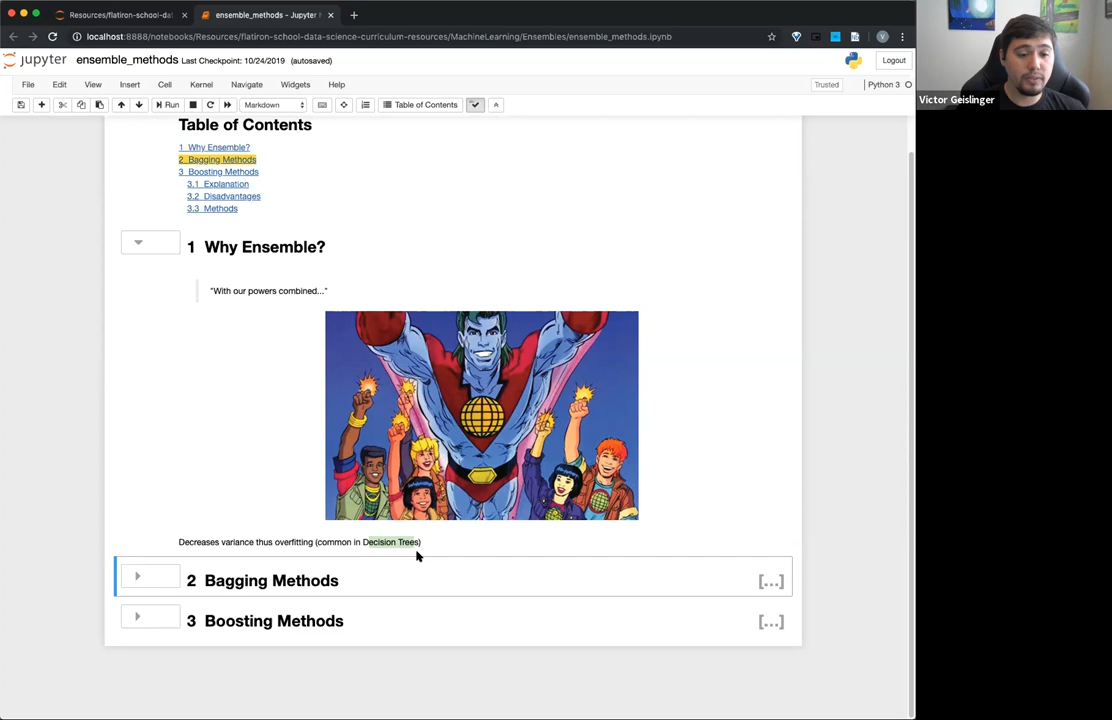 Resources/flatiron-school-dat
ensemble_methods - Jupyter N
localhost:8888/notebooks/Resources/flatiron-school-data-science-curriculum-resources/MachineLearning/Ensembles/ensemble_methods.ipynb
jupyter ensemble_methods Last Checkpoint: 10/24/2019 (autosaved)
Logout
File Edit View Insert Cell Kernel Navigate Widgets Help
Trusted Python 3
Run Markdown Table of Contents
Victor Geislinger
Table of Contents
1 Why Ensemble?
2 Bagging Methods
3 Boosting Methods
3.1 Explanation
3.2 Disadvantages
3.3 Methods
1 Why Ensemble?
"With our powers combined..."
Decreases variance thus overfitting (common in Decision Trees)
2 Bagging Methods
[...]
3 Boosting Methods
[...]